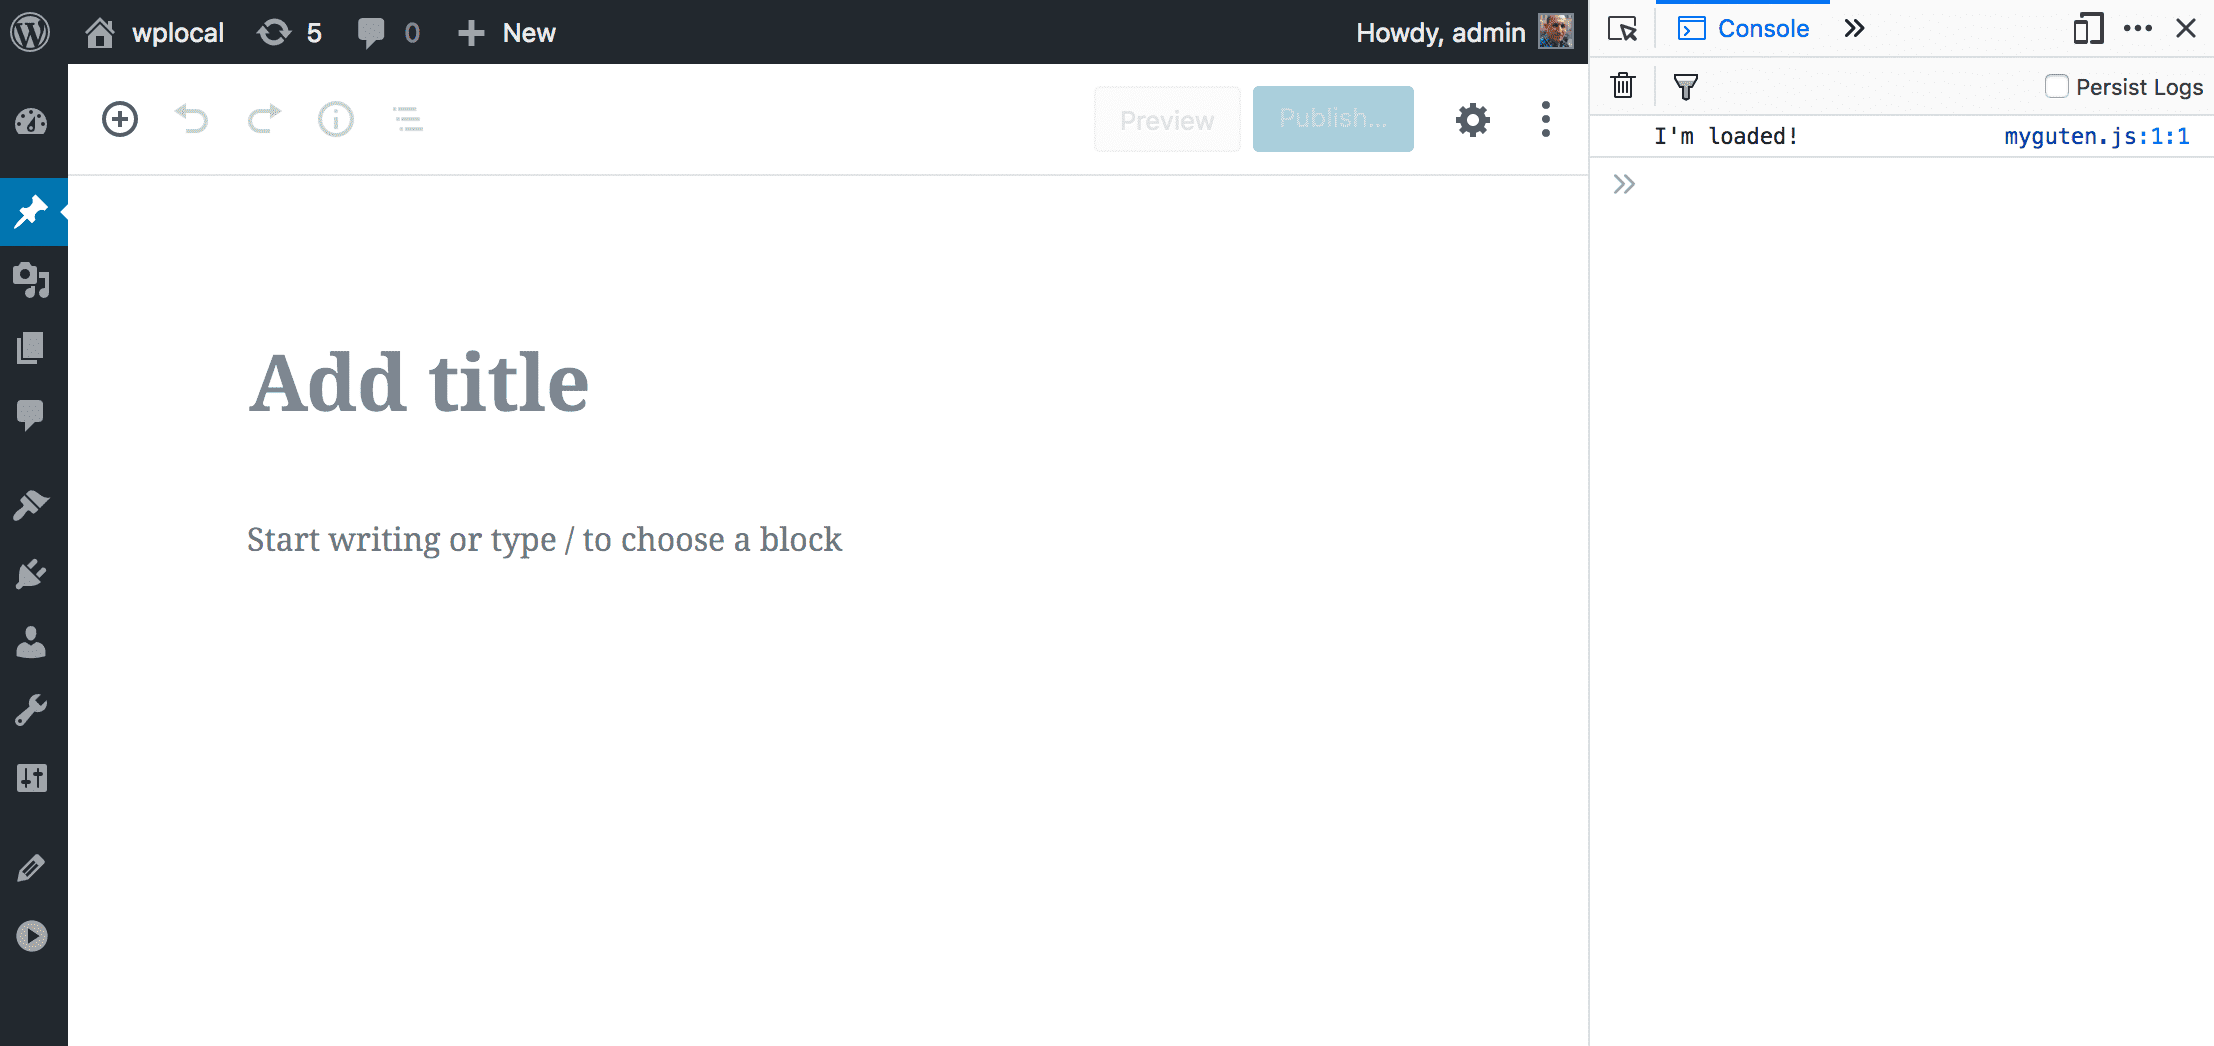 wplocal 5 0 New Howdy, admin
Console
Persist Logs
Preview Publish...
I'm loaded! myguten.js:1:1
Add title
Start writing or type / to choose a block